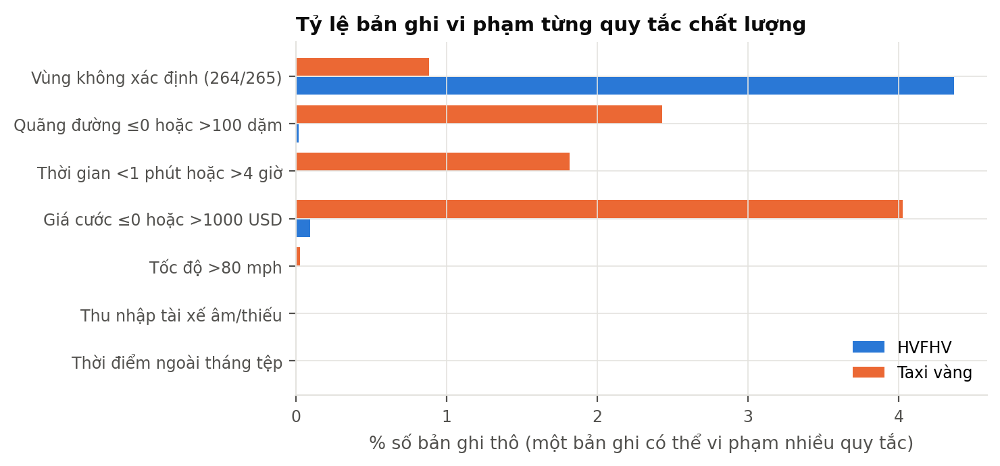 Tỷ lệ bản ghi vi phạm từng quy tắc chất lượng
Vùng không xác định (264/265)
Quãng đường ≤0 hoặc >100 dặm
Thời gian <1 phút hoặc >4 giờ
Giá cước ≤0 hoặc >1000 USD
Tốc độ >80 mph
Thu nhập tài xế âm/thiếu
Thời điểm ngoài tháng tệp
HVFHV
Taxi vàng
0 1 2 3 4
% số bản ghi thô (một bản ghi có thể vi phạm nhiều quy tắc)